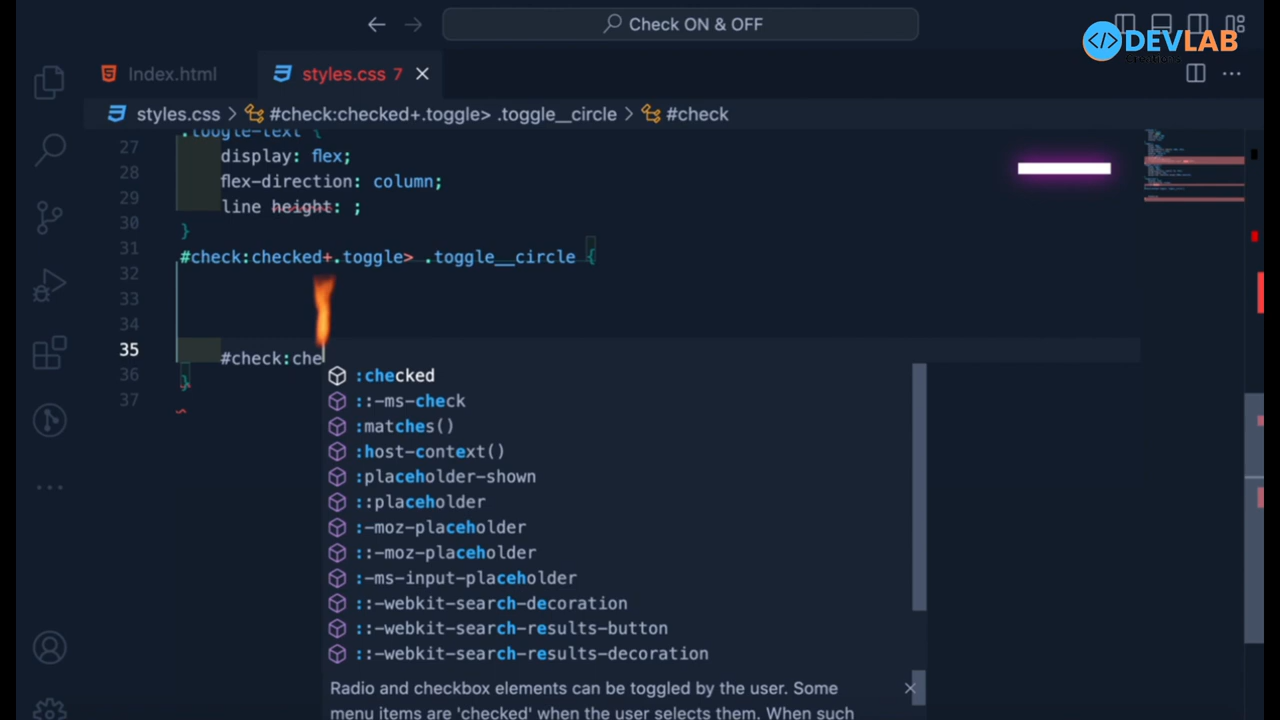 Check ON & OFF
DEVLAB
Index.html
styles.css 7
styles.css > #check:checked+.toggle> .toggle__circle > #check
.toogle-text {
27 display: flex;
28 flex-direction: column;
29 line height: ;
30 }
31 #check:checked+.toggle> .toggle__circle {
32
33
34
35 #check:che
36 }
37
:checked
::-ms-check
:matches()
:host-context()
:placeholder-shown
::placeholder
:-moz-placeholder
::-moz-placeholder
:-ms-input-placeholder
::-webkit-search-decoration
::-webkit-search-results-button
::-webkit-search-results-decoration
Radio and checkbox elements can be toggled by the user. Some
menu items are 'checked' when the user selects them. When such